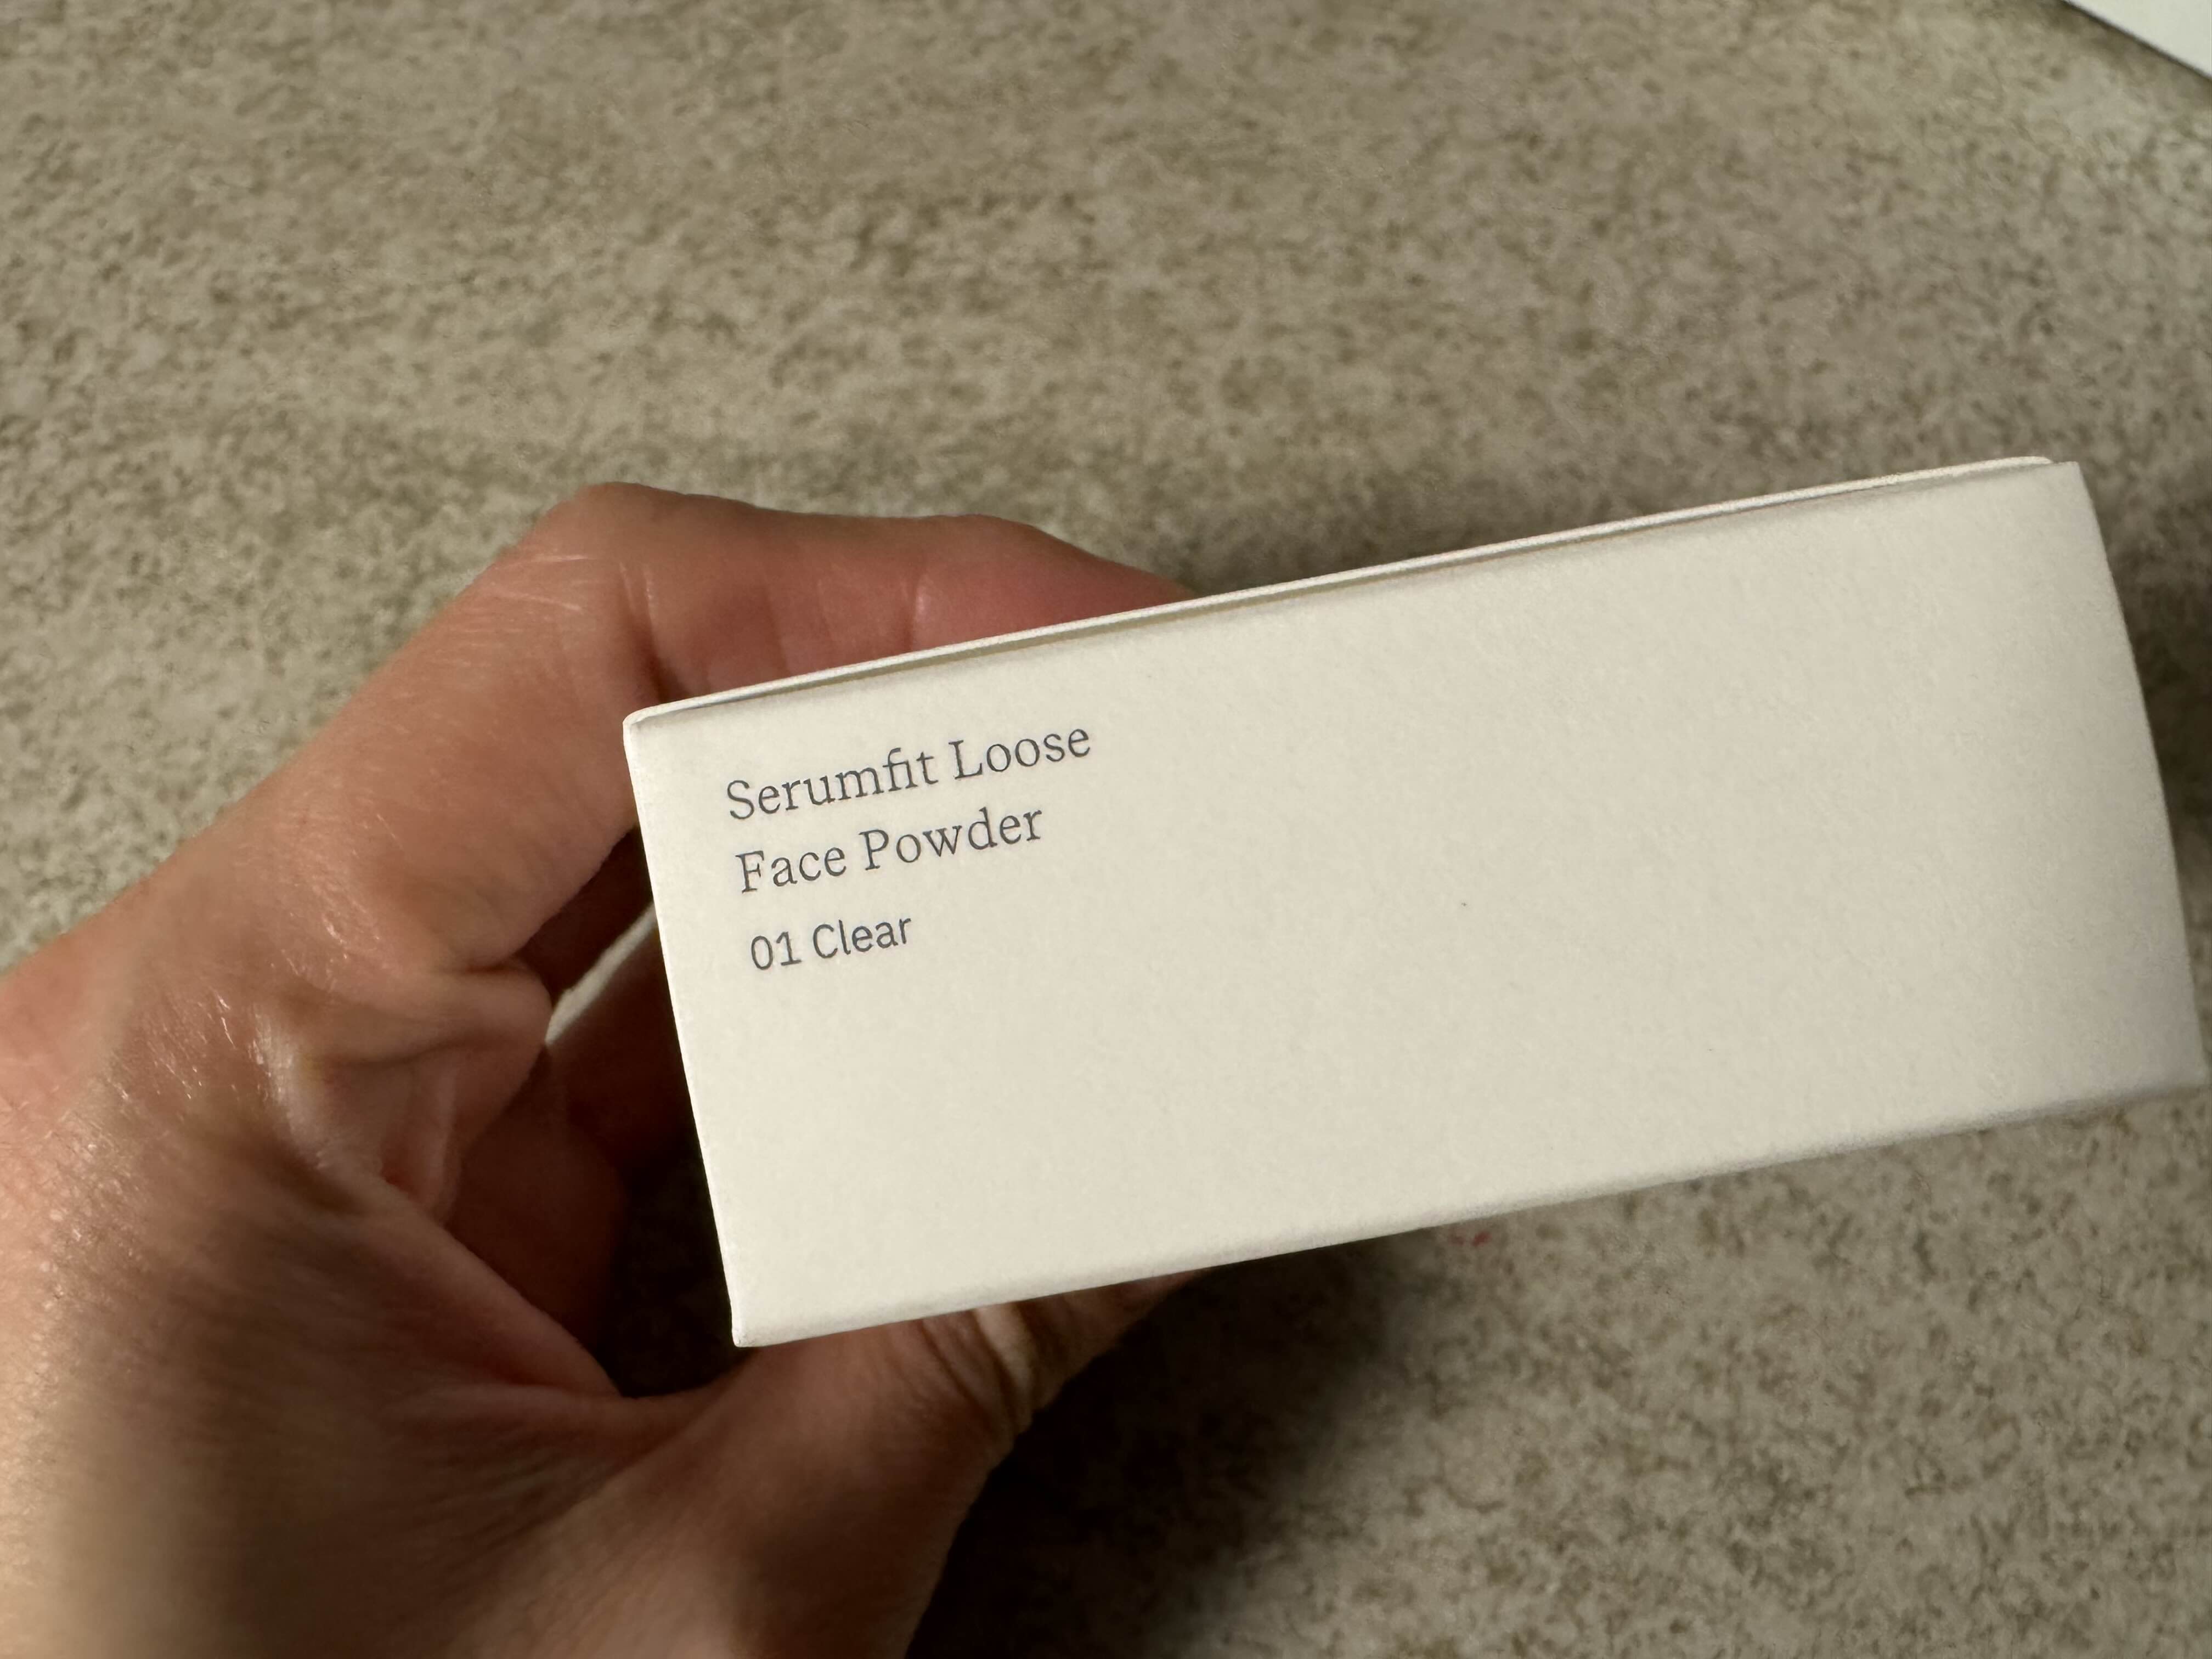 Serumfit Loose
Face Powder
01 Clear